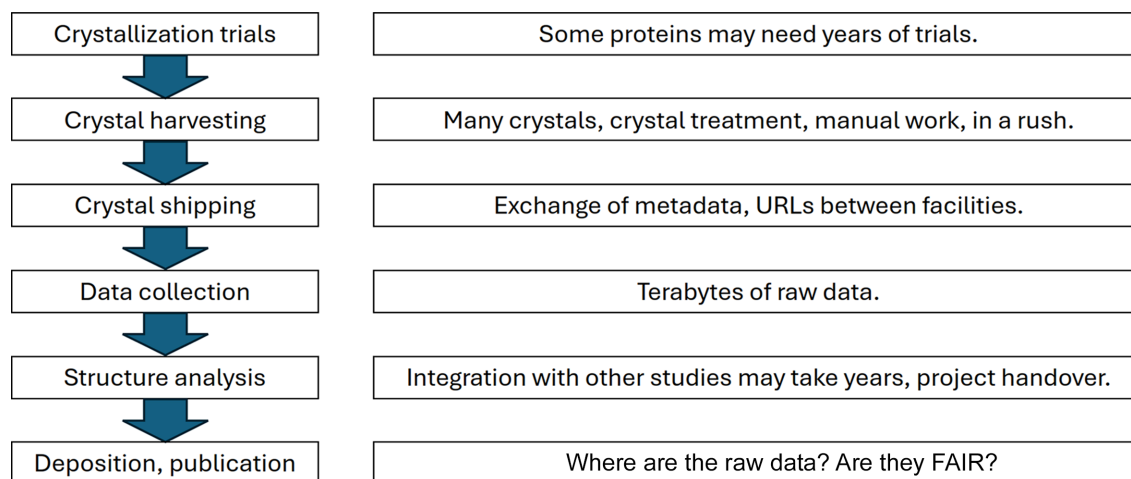 Crystallization trials
Some proteins may need years of trials.
Crystal harvesting
Many crystals, crystal treatment, manual work, in a rush.
Crystal shipping
Exchange of metadata, URLs between facilities.
Data collection
Terabytes of raw data.
Structure analysis
Integration with other studies may take years, project handover.
Deposition, publication
Where are the raw data? Are they FAIR?